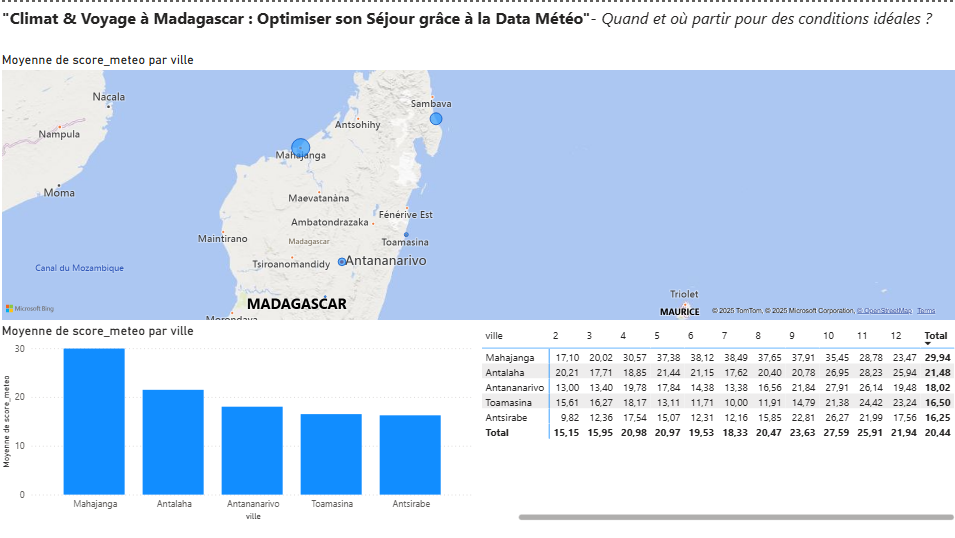 "Climat & Voyage à Madagascar : Optimiser son Séjour grâce à la Data Météo"- Quand et où partir pour des conditions idéales ?
Moyenne de score_meteo par ville
Nacala
Sambava
Nampula
Antsohihy
Mahajanga
Moma
Maevatanana
Fénérive Est
Ambatondrazaka
Maintirano
Madagascar
Toamasina
Canal du Mozambique
Tsiroanomandidy
Antananarivo
Triolet
MADAGASCAR
Microsoft Bing
MAURICE
© 2025 TomTom, © 2025 Microsoft Corporation, © OpenStreetMap Terms
Morondava
Moyenne de score_meteo par ville
Moyenne de score_meteo
30
20
10
0
Mahajanga Antalaha Antananarivo Toamasina Antsirabe
ville
ville 2 3 4 5 6 7 8 9 10 11 12 Total
Mahajanga 17,10 20,02 30,57 37,38 38,12 38,49 37,65 37,91 35,45 28,78 23,47 29,94
Antalaha 20,21 17,71 18,85 21,44 21,15 17,62 20,40 20,78 26,95 28,23 25,94 21,48
Antananarivo 13,00 13,40 19,78 17,84 14,38 13,38 16,56 21,84 27,91 26,14 19,48 18,02
Toamasina 15,61 16,27 18,17 13,11 11,71 10,00 11,91 14,79 21,38 24,42 23,24 16,50
Antsirabe 9,82 12,36 17,54 15,07 12,31 12,16 15,85 22,81 26,27 21,99 17,56 16,25
Total 15,15 15,95 20,98 20,97 19,53 18,33 20,47 23,63 27,59 25,91 21,94 20,44